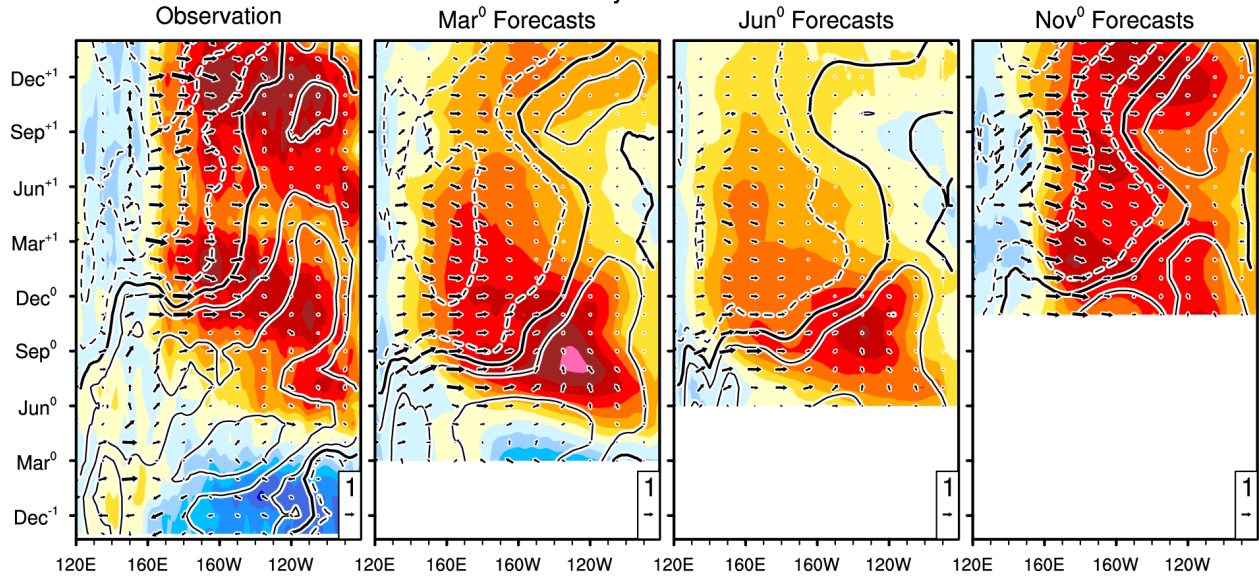 Observation
Mar⁰ Forecasts
Jun⁰ Forecasts
Nov⁰ Forecasts
Dec⁺¹
Sep⁺¹
Jun⁺¹
Mar⁺¹
Dec⁰
Sep⁰
Jun⁰
Mar⁰
Dec⁻¹
1
1
1
120E 160E 160W 120W
120E 160E 160W 120W
120E 160E 160W 120W
120E 160E 160W 120W